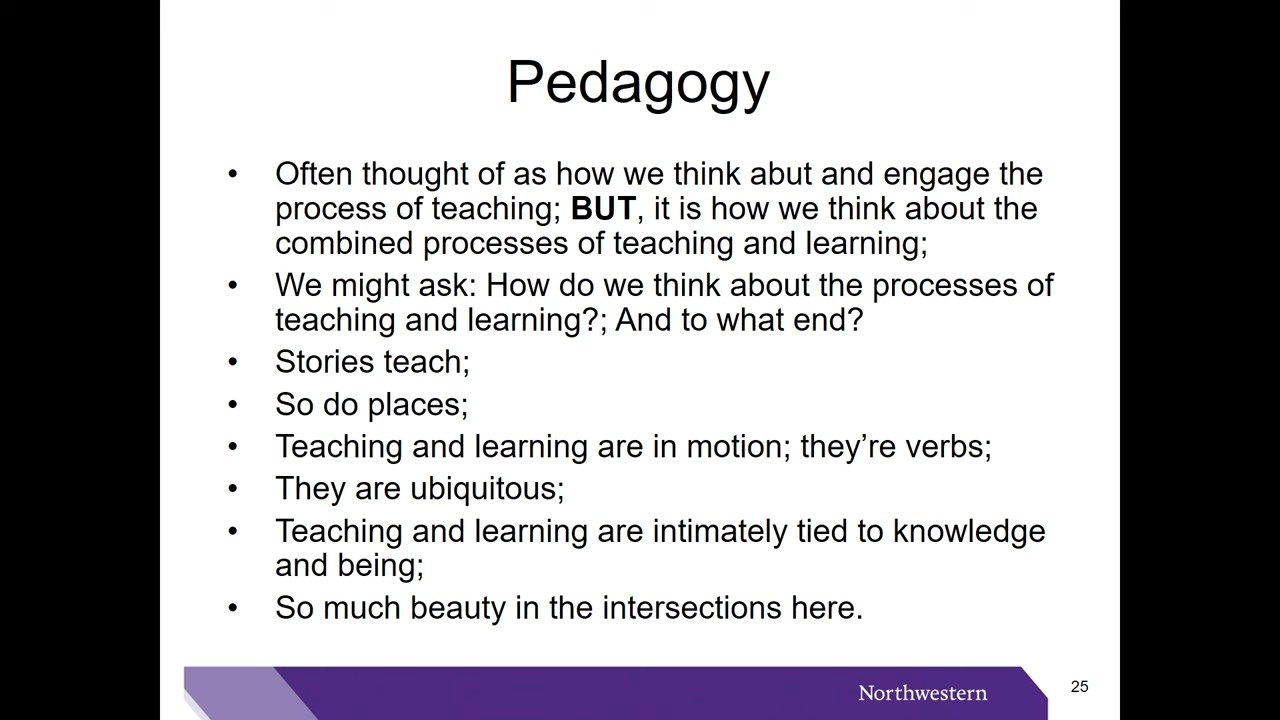 Pedagogy
• Often thought of as how we think abut and engage the
process of teaching; BUT, it is how we think about the
combined processes of teaching and learning;
• We might ask: How do we think about the processes of
teaching and learning?; And to what end?
• Stories teach;
• So do places;
• Teaching and learning are in motion; they’re verbs;
• They are ubiquitous;
• Teaching and learning are intimately tied to knowledge
and being;
• So much beauty in the intersections here.
Northwestern
25